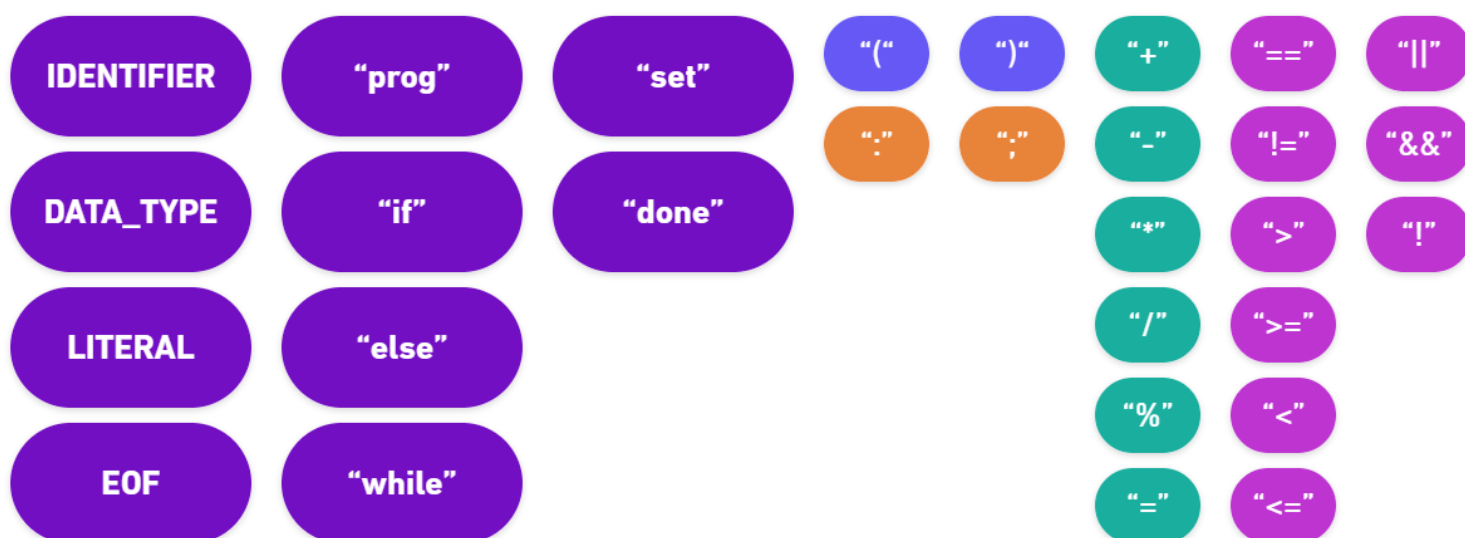 IDENTIFIER
“prog”
“set”
“(“
“)“
“+”
“==”
“||”
“:”
“;”
“-”
“!=”
“&&”
DATA_TYPE
“if”
“done”
“*”
“>”
“!”
LITERAL
“else”
“/”
“>=”
“%”
“<”
EOF
“while”
“=”
“<=”